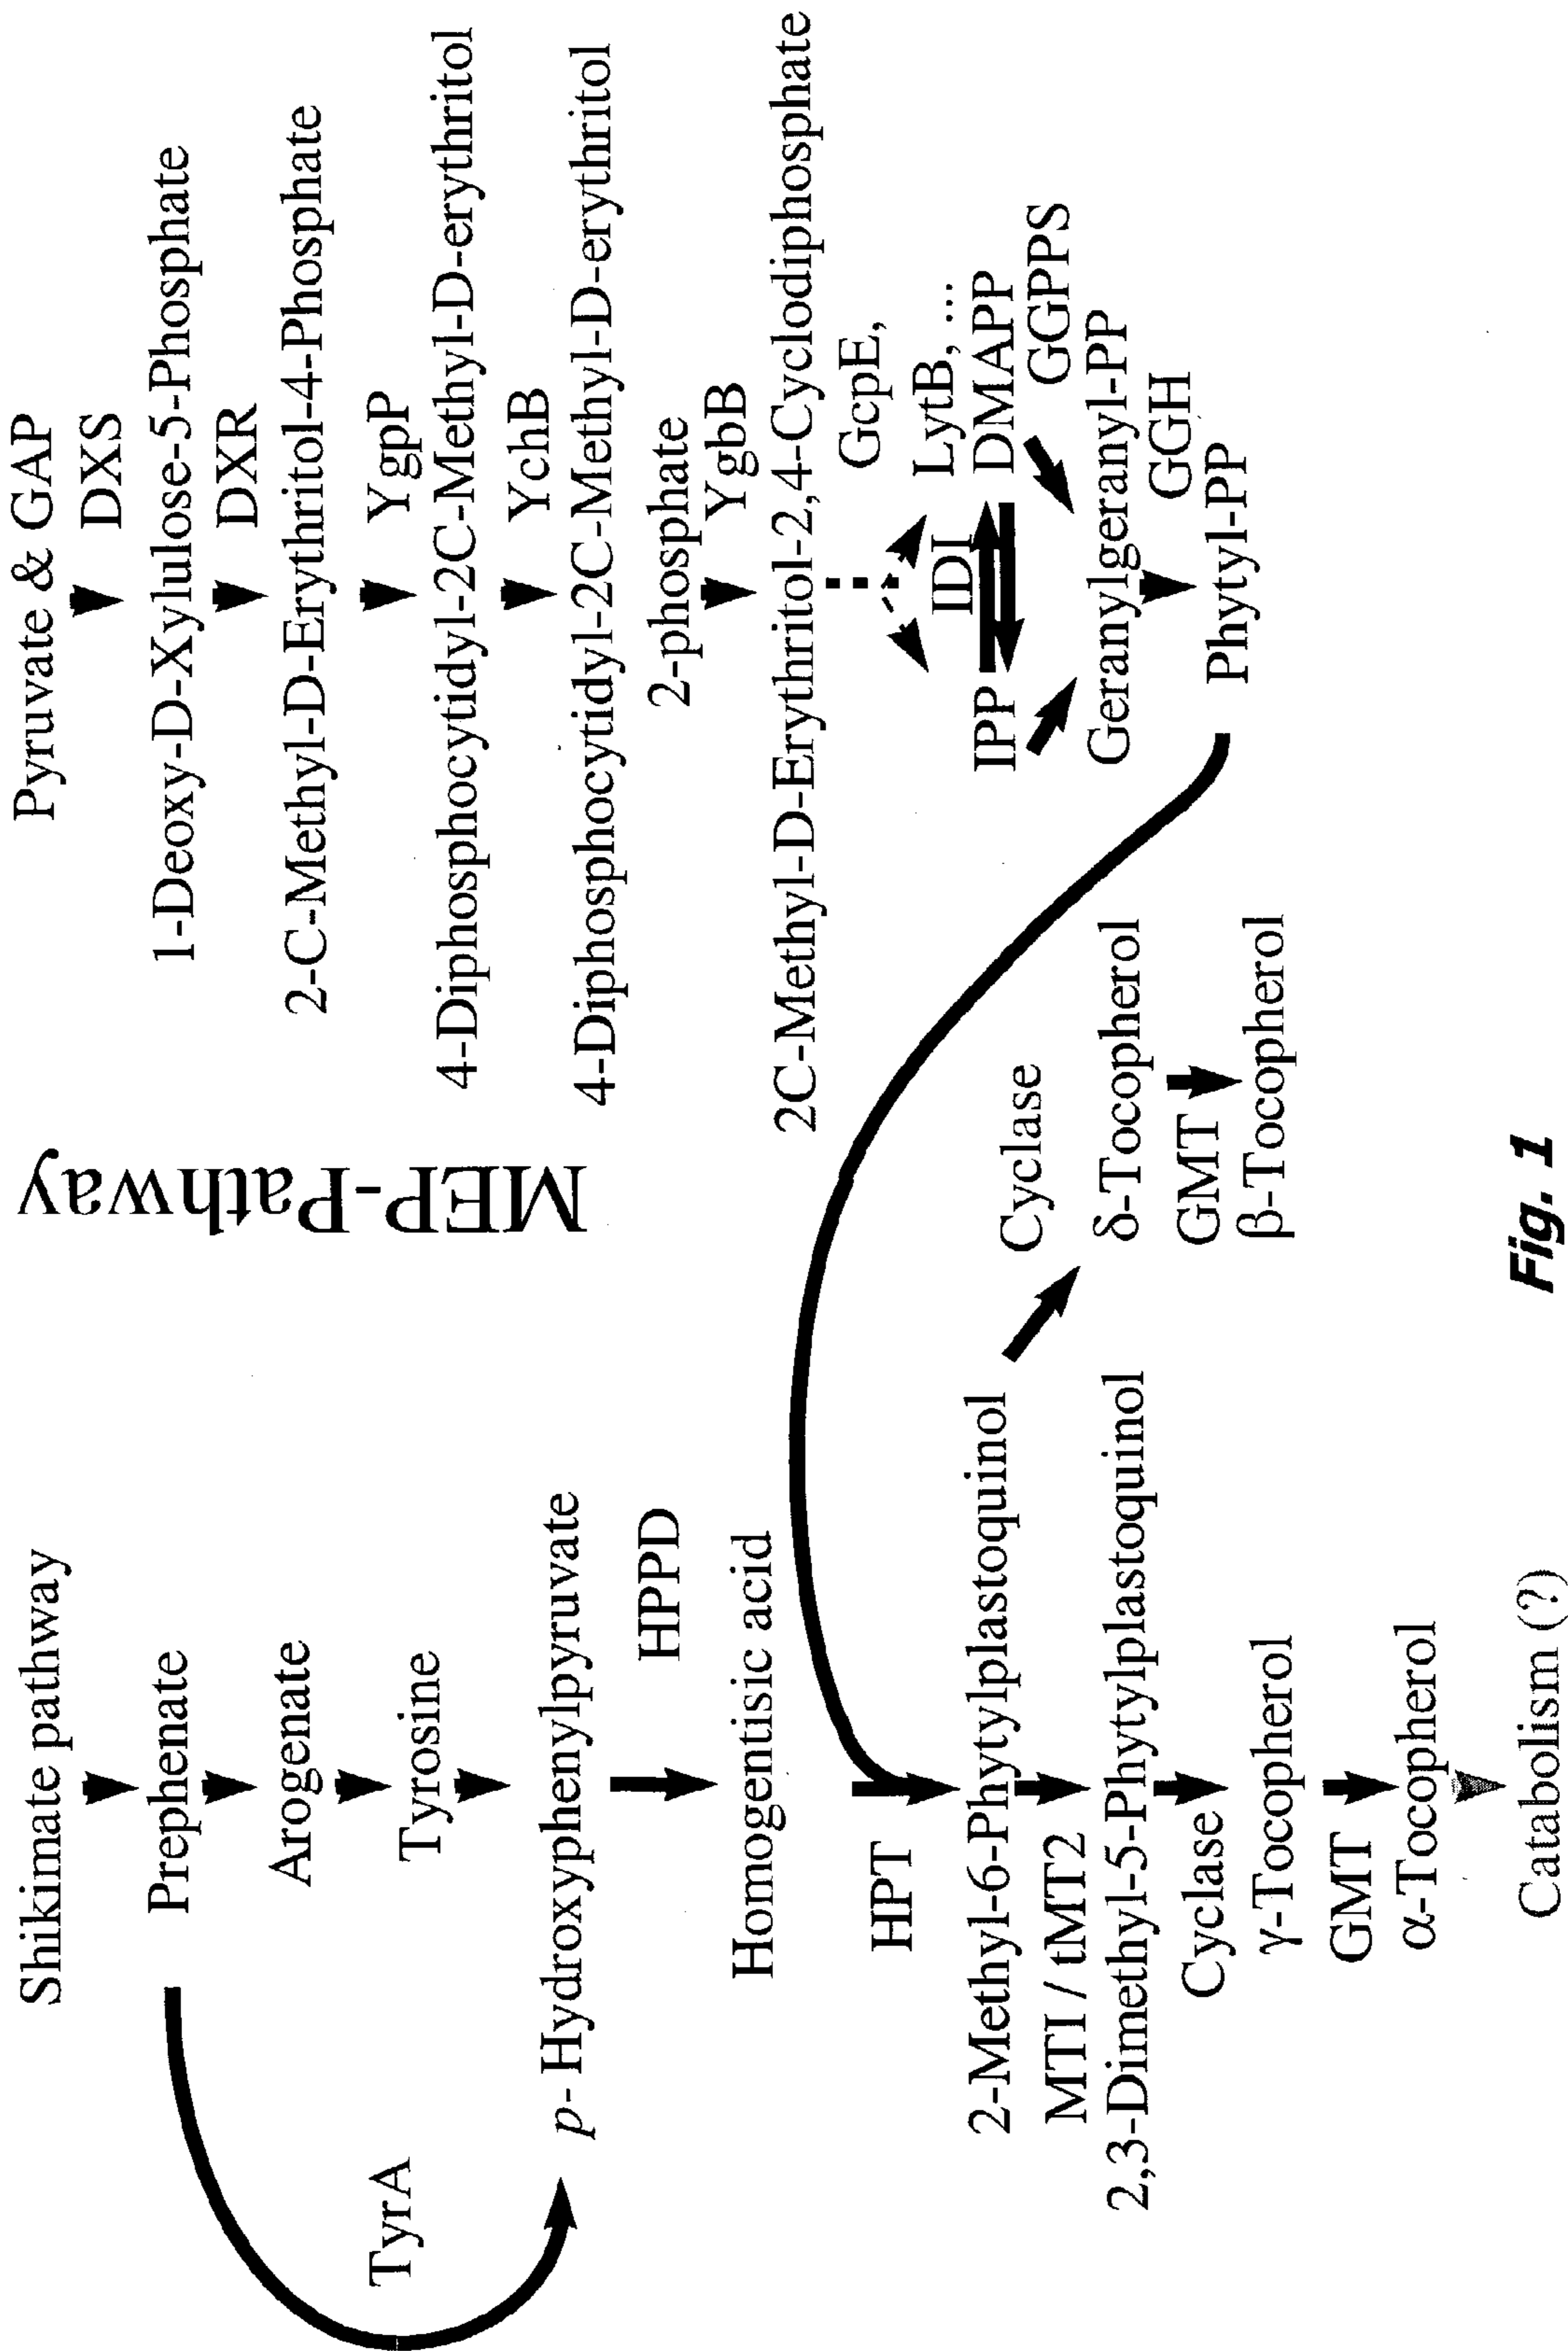 Shikimate pathway
Prephenate
Arogenate
Tyrosine
TyrA
p-Hydroxyphenylpyruvate
HPPD
Homogentisic acid
HPT
2-Methyl-6-Phytylplastoquinol
MTI / tMT2
2,3-Dimethyl-5-Phytylplastoquinol
Cyclase
γ-Tocopherol
GMT
α-Tocopherol
Catabolism (?)
Cyclase
δ-Tocopherol
GMT
β-Tocopherol
MEP-Pathway
Pyruvate & GAP
DXS
1-Deoxy-D-Xylulose-5-Phosphate
DXR
2-C-Methyl-D-Erythritol-4-Phosphate
YgpP
4-Diphosphocytidyl-2C-Methyl-D-erythritol
YchB
4-Diphosphocytidyl-2C-Methyl-D-erythritol
2-phosphate
YgbB
2C-Methyl-D-Erythritol-2,4-Cyclodiphosphate
GcpE,
LytB, ...
IDI
IPP
DMAPP
GGPPS
Geranylgeranyl-PP
GGH
Phytyl-PP
Fig. 1